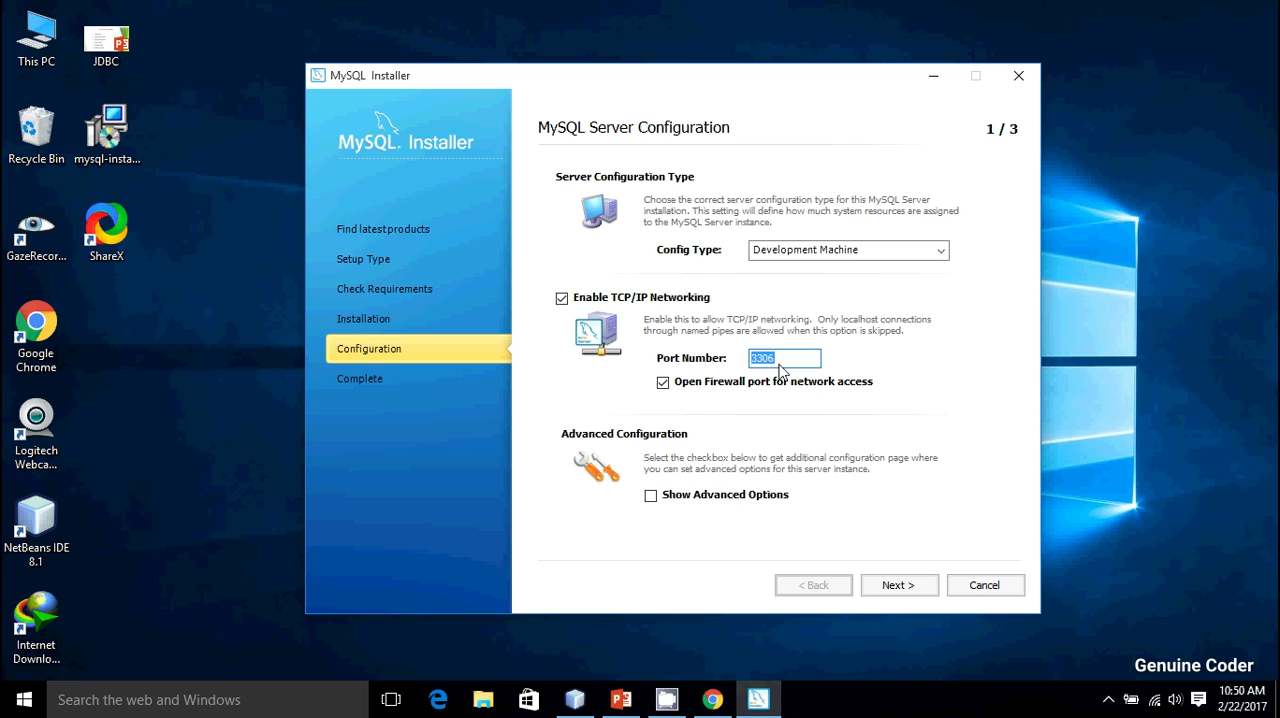 This PC
JDBC
Recycle Bin
mysql-insta...
GazeRecor...
ShareX
Google
Chrome
Logitech
Webca...
NetBeans IDE
8.1
Internet
Downlo...
MySQL Installer
MySQL. Installer
Find latest products
Setup Type
Check Requirements
Installation
Configuration
Complete
MySQL Server Configuration
1 / 3
Server Configuration Type
Choose the correct server configuration type for this MySQL Server
installation. This setting will define how much system resources are assigned
to the MySQL Server instance.
Config Type:
Development Machine
Enable TCP/IP Networking
Enable this to allow TCP/IP networking. Only localhost connections
through named pipes are allowed when this option is skipped.
Port Number:
3306
Open Firewall port for network access
Advanced Configuration
Select the checkbox below to get additional configuration page where
you can set advanced options for this server instance.
Show Advanced Options
< Back
Next >
Cancel
Genuine Coder
Search the web and Windows
10:50 AM
2/22/2017